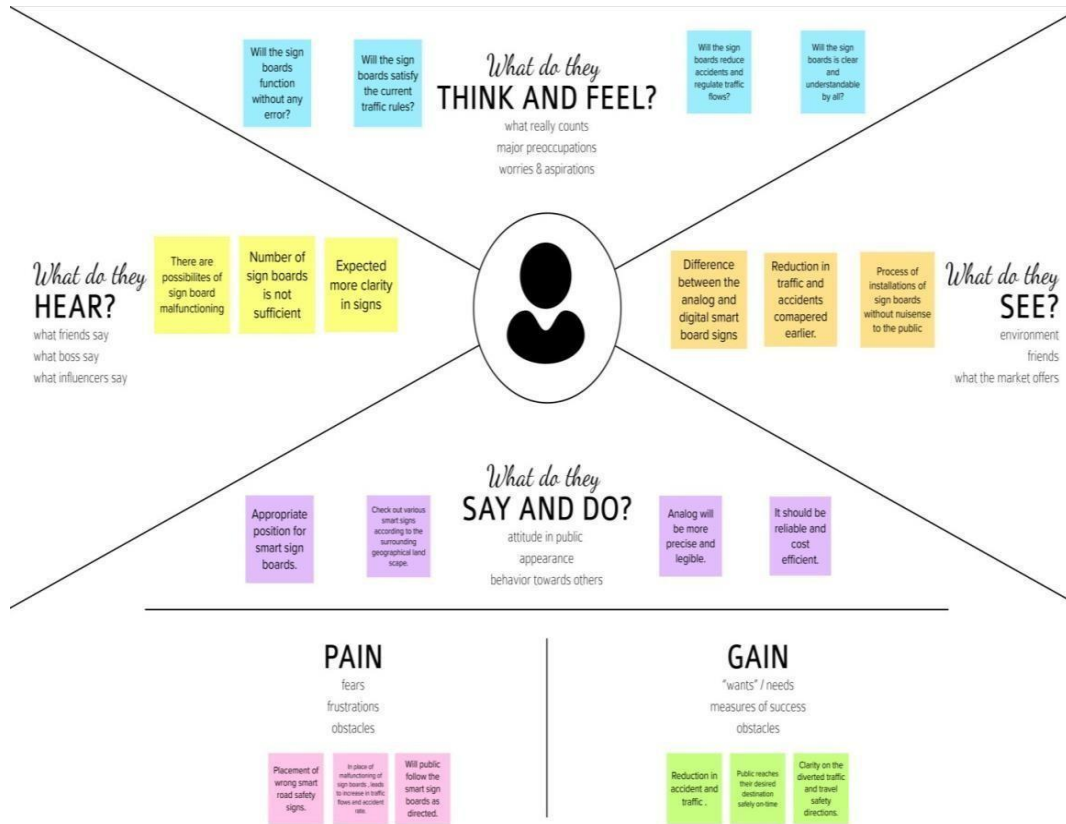 Will the sign
boards
function
without any
error?
Will the sign
boards satisfy
the current
traffic rules?
What do they
THINK AND FEEL?
what really counts
major preoccupations
worries & aspirations
Will the sign
boards reduce
accidents and
regulate traffic
flows?
Will the sign
boards is clear
and
understandable
by all?
What do they
HEAR?
what friends say
what boss say
what influencers say
There are
possibilites of
sign board
malfunctioning
Number of
sign boards
is not
sufficient
Expected
more clarity
in signs
Difference
between the
analog and
digital smart
board signs
Reduction in
traffic and
accidents
comapered
earlier.
Process of
installations of
sign boards
without nuisense
to the public
What do they
SEE?
environment
friends
what the market offers
Appropriate
position for
smart sign
boards.
Check out various
smart signs
according to the
surrounding
geographical land
scape.
What do they
SAY AND DO?
attitude in public
appearance
behavior towards others
Analog will
be more
precise and
legible.
It should be
reliable and
cost
efficient.
PAIN
fears
frustrations
obstacles
Placement of
wrong smart
road safety
signs.
In place of
malfunctioning of
sign boards , leads
to increase in traffic
flows and accident
rate.
Will public
follow the
smart sign
boards as
directed.
GAIN
"wants" / needs
measures of success
obstacles
Reduction in
accident and
traffic .
Public reaches
their desired
destination
safely on-time
Clarity on the
diverted traffic
and travel
safety
directions.